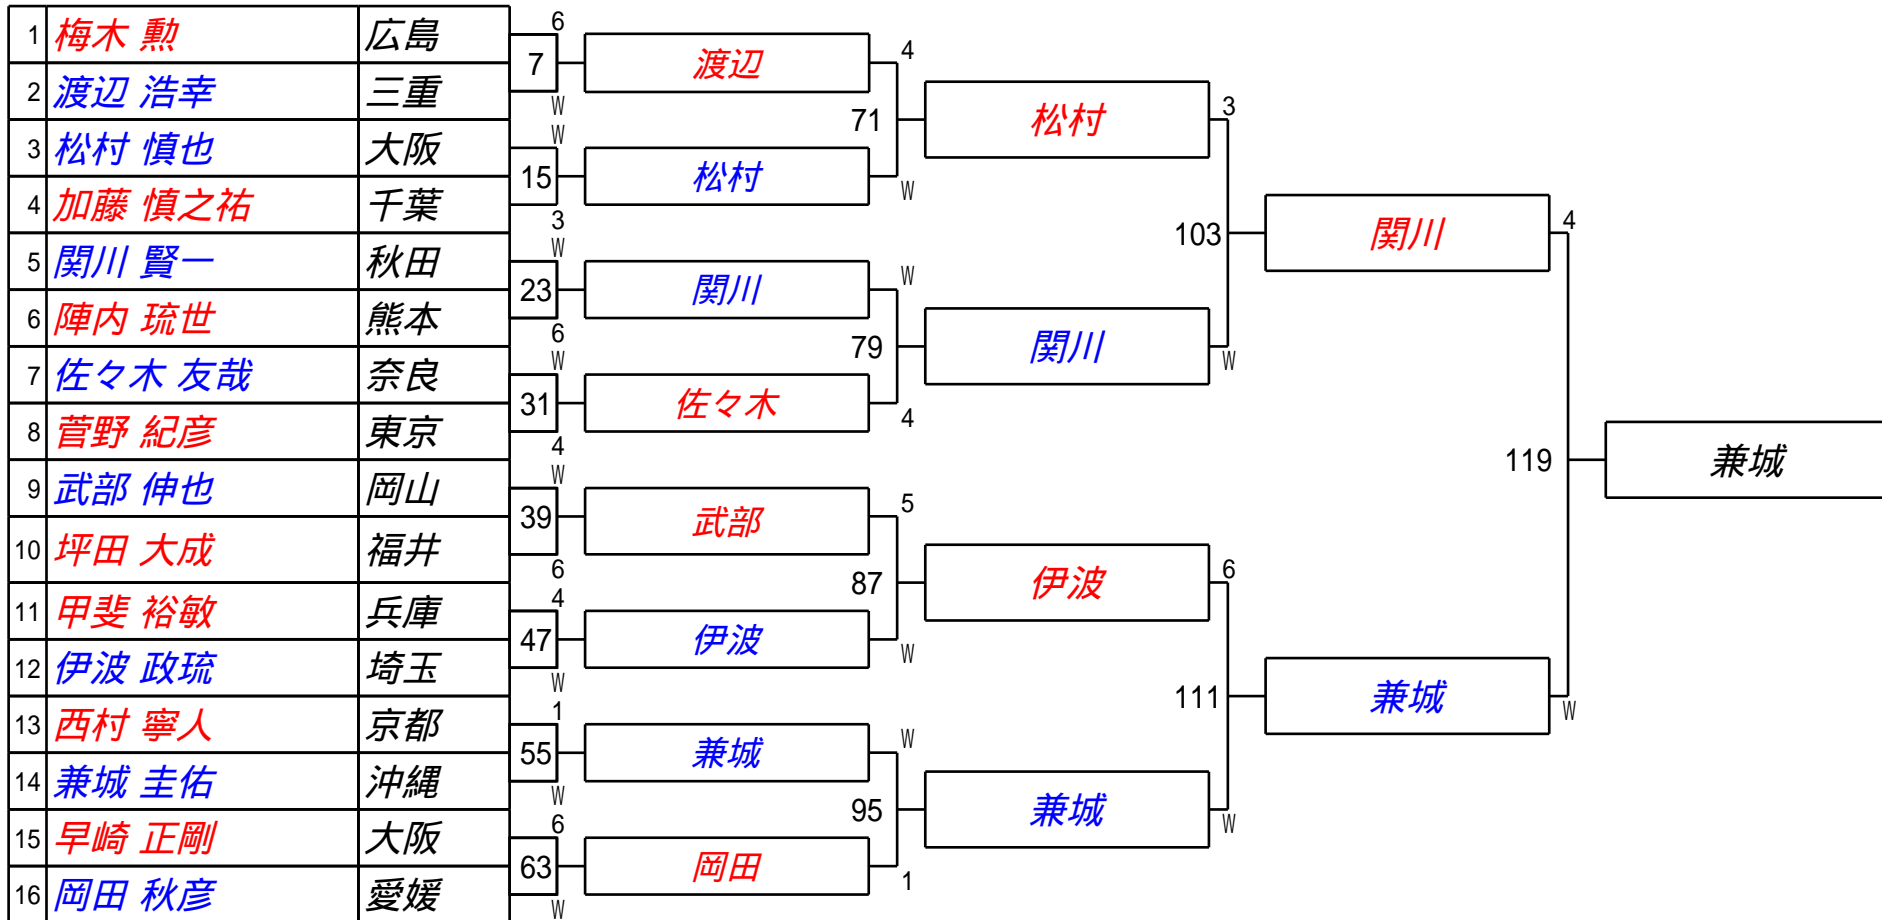 1 梅木 勲 広島
2 渡辺 浩幸 三重
3 松村 慎也 大阪
4 加藤 慎之祐 千葉
5 関川 賢一 秋田
6 陣内 琉世 熊本
7 佐々木 友哉 奈良
8 菅野 紀彦 東京
9 武部 伸也 岡山
10 坪田 大成 福井
11 甲斐 裕敏 兵庫
12 伊波 政琉 埼玉
13 西村 寧人 京都
14 兼城 圭佑 沖縄
15 早崎 正剛 大阪
16 岡田 秋彦 愛媛
6
7
W
W
15
3
W
23
6
W
31
4
W
39
6
4
47
W
1
55
W
6
63
W
渡辺 4
71
松村 W
関川 W
79
佐々木 4
武部 5
87
伊波 W
兼城 W
95
岡田 1
松村 3
103
関川 W
伊波 6
111
兼城 W
関川 4
119
兼城 W
兼城